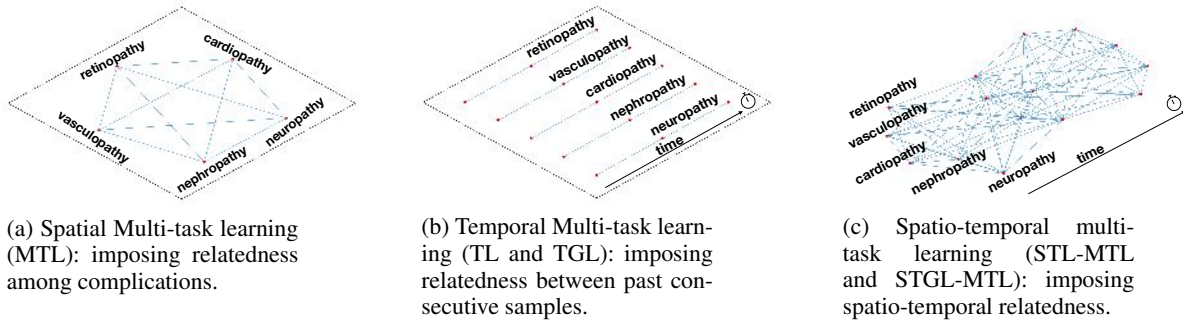 retinopathy
cardiopathy
vasculopathy
neuropathy
nephropathy
(a) Spatial Multi-task learning
(MTL): imposing relatedness
among complications.
retinopathy
vasculopathy
cardiopathy
nephropathy
neuropathy
time
(b) Temporal Multi-task learn-
ing (TL and TGL): imposing
relatedness between past con-
secutive samples.
retinopathy
vasculopathy
cardiopathy
nephropathy
neuropathy
time
(c) Spatio-temporal multi-
task learning (STL-MTL
and STGL-MTL): imposing
spatio-temporal relatedness.